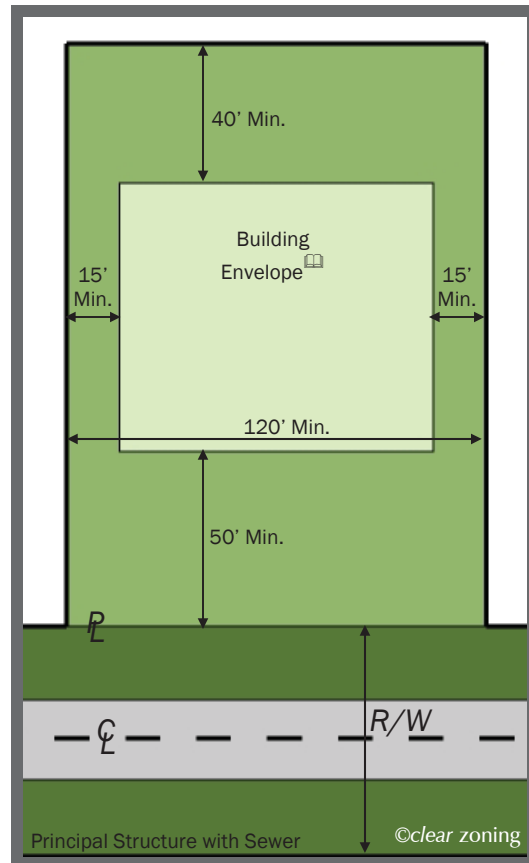 40’ Min.
Building
Envelope
15’
Min.
15’
Min.
120’ Min.
50’ Min.
PL
CL
R/W
Principal Structure with Sewer
©clear zoning